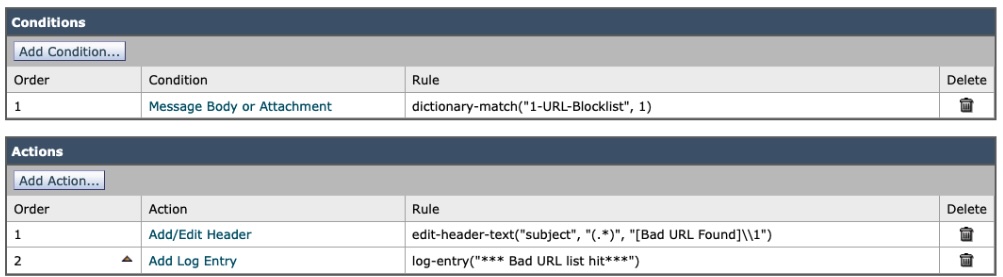 Conditions
Add Condition...
Order Condition Rule Delete
1 Message Body or Attachment dictionary-match("1-URL-Blocklist", 1)
Actions
Add Action...
Order Action Rule Delete
1 Add/Edit Header edit-header-text("subject", "(.*)", "[Bad URL Found]\\1")
2 Add Log Entry log-entry("*** Bad URL list hit***")